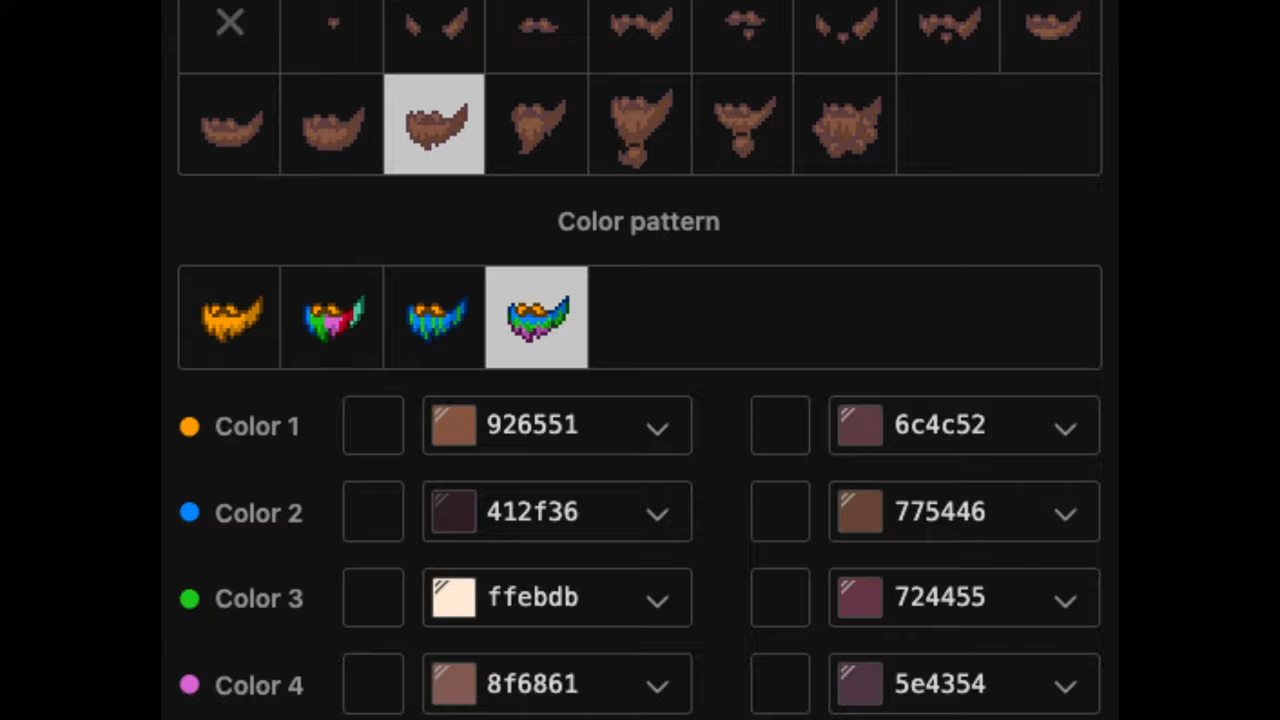 Color pattern
Color 1 926551 6c4c52
Color 2 412f36 775446
Color 3 ffebdb 724455
Color 4 8f6861 5e4354